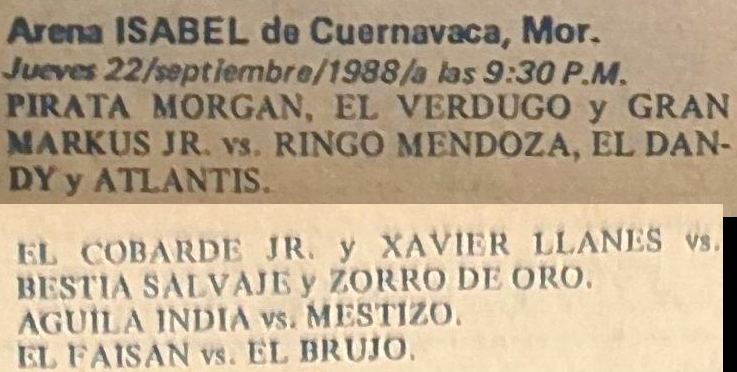 Arena ISABEL de Cuernavaca, Mor.
Jueves 22/septiembre/1988/a las 9:30 P.M.
PIRATA MORGAN, EL VERDUGO y GRAN
MARKUS JR. vs. RINGO MENDOZA, EL DAN-
DY y ATLANTIS.
EL COBARDE JR. y XAVIER LLANES vs.
BESTIA SALVAJE y ZORRO DE ORO.
AGUILA INDIA vs. MESTIZO.
EL FAISAN vs. EL BRUJO.